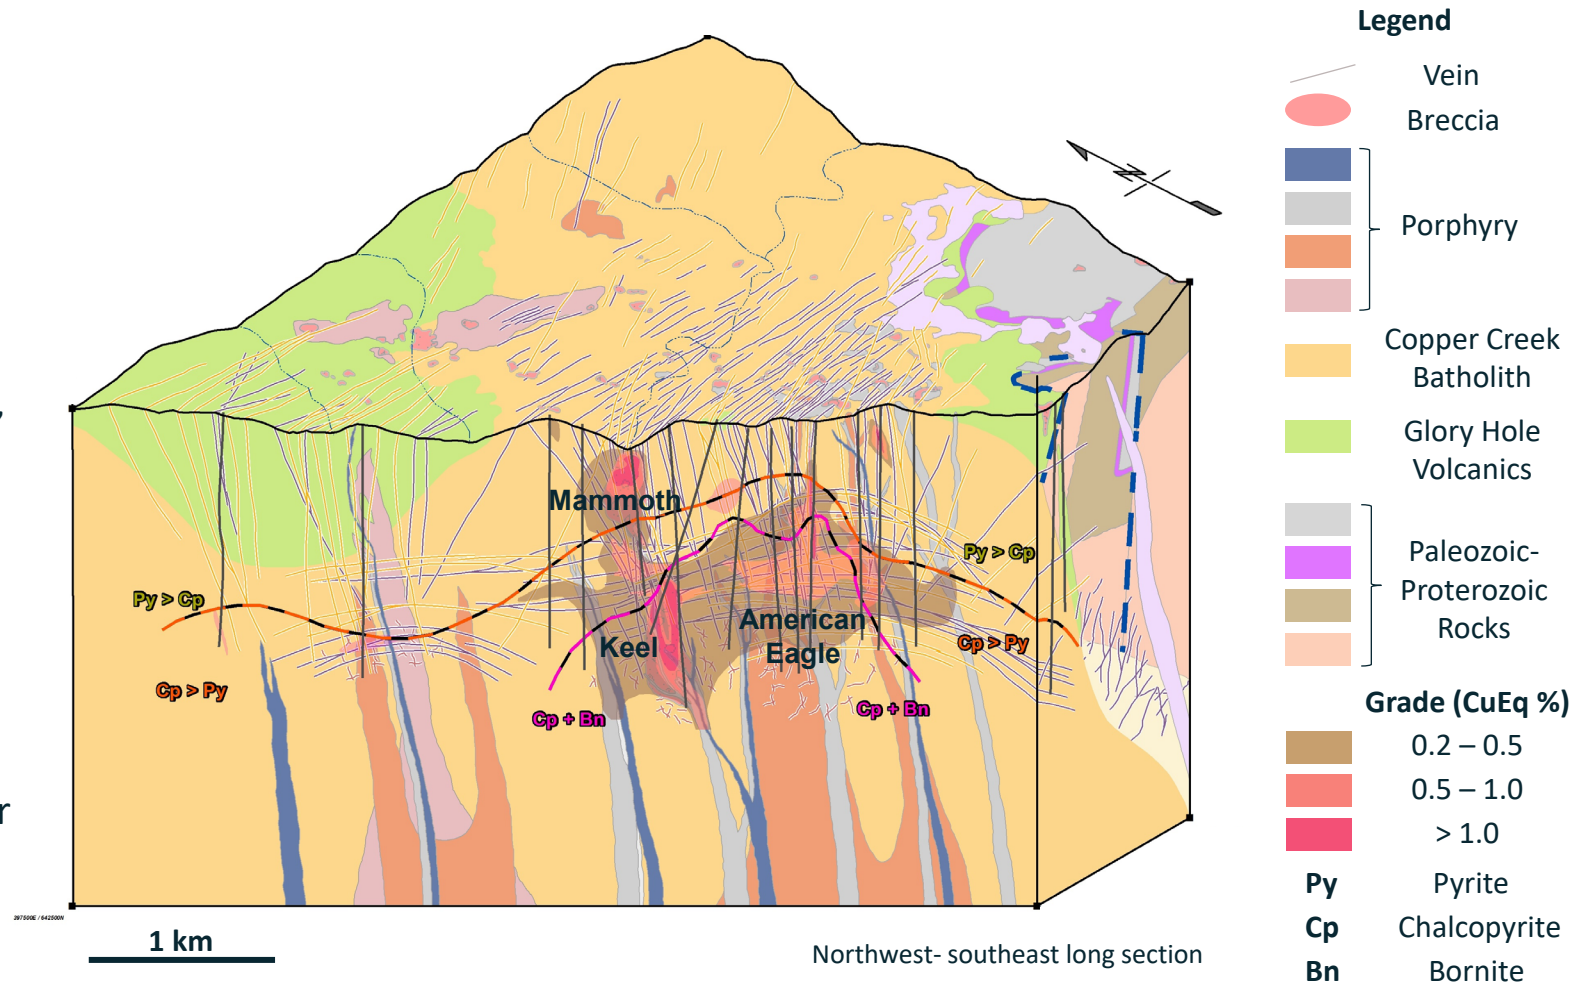 Legend
Vein
Breccia
Porphyry
Copper Creek
Batholith
Glory Hole
Volcanics
Paleozoic-
Proterozoic
Rocks
Grade (CuEq %)
0.2 – 0.5
0.5 – 1.0
> 1.0
Py Pyrite
Cp Chalcopyrite
Bn Bornite
Mammoth
Keel
American
Eagle
Py > Cp
Cp > Py
Cp + Bn
Cp + Bn
Py > Cp
Cp > Py
,
r
397500E / 642500N
1 km
Northwest- southeast long section